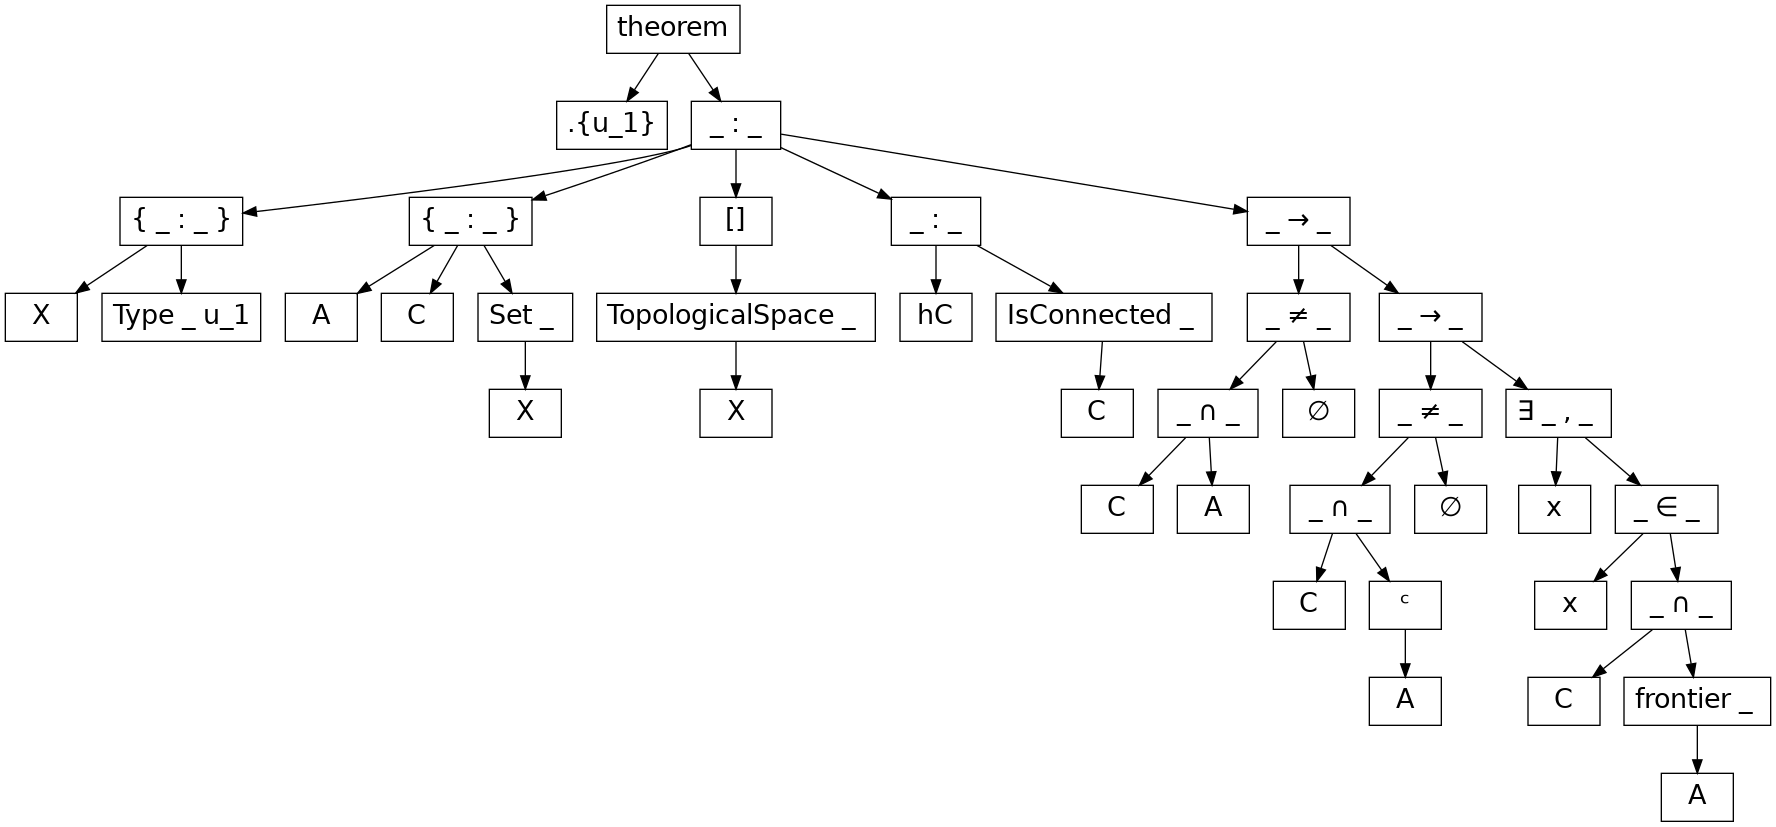 theorem
.{u_1} _ : _
{ _ : _ } { _ : _ } [] _ : _ _ → _
X Type _ u_1 A C Set _ TopologicalSpace _ hC IsConnected _ _ ≠ _ _ → _
X X C _ ∩ _ ∅ _ ≠ _ ∃ _ , _
C A _ ∩ _ ∅ x _ ∈ _
C ᶜ x _ ∩ _
A C frontier _
A